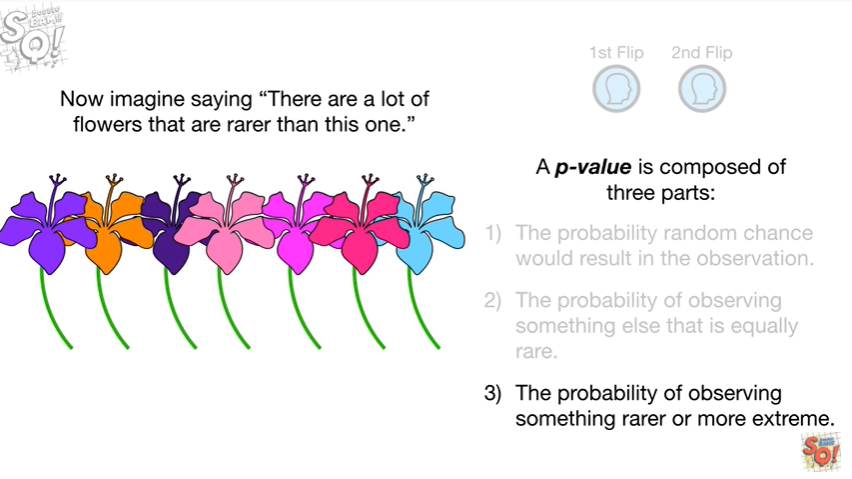 SQ!
Now imagine saying “There are a lot of
flowers that are rarer than this one.”
1st Flip 2nd Flip
A p-value is composed of
three parts:
1) The probability random chance
would result in the observation.
2) The probability of observing
something else that is equally
rare.
3) The probability of observing
something rarer or more extreme.
SQ!